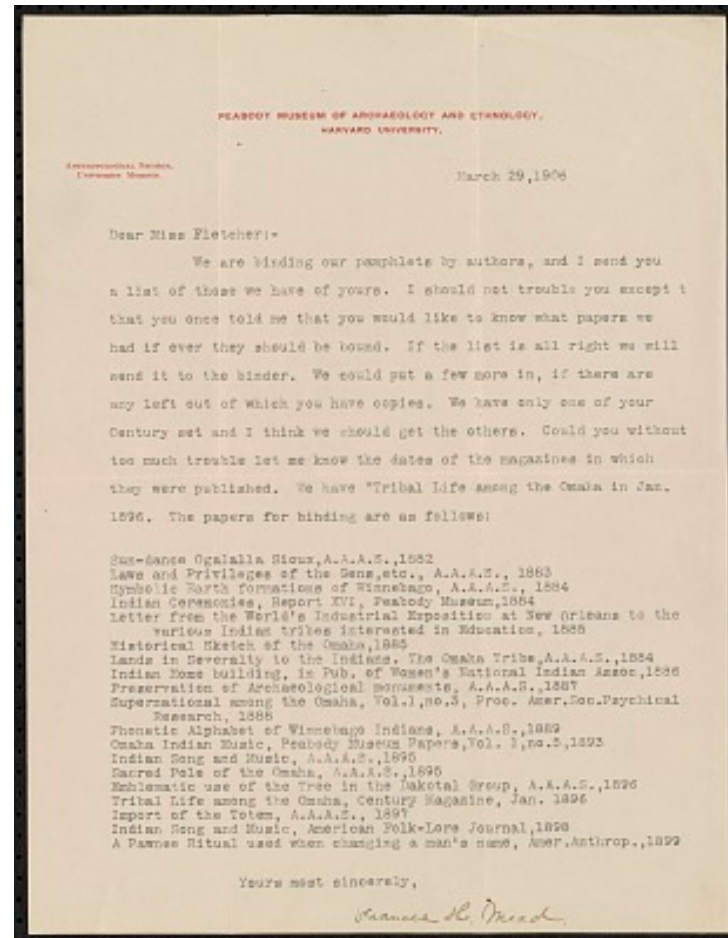 PEABODY MUSEUM OF ARCHAEOLOGY AND ETHNOLOGY,
HARVARD UNIVERSITY.
March 29,1908
Dear Miss Fletcher:-
We are binding our pamphlets by authors, and I send you
a list of those we have of yours. I should not trouble you except t
that you once told me that you would like to know what papers we
had if ever they should be bound. If the list is all right we will
send it to the binder. We could put a few more in, if there are
any left out of which you have copies. We have only one of your
Century set and I think we should get the others. Could you without
too much trouble let me know the dates of the magazines in which
they were published. We have "Tribal Life among the Omaha in Jan.
1896. The papers for binding are as follows:
Sun-dance Ogalalla Sioux,A.A.A.S.,1882
Laws and Privileges of the Gens,etc., A.A.A.S., 1883
Symbolic Earth formations of Winnebago, A.A.A.S., 1884
Indian Ceremonies, Report XVI, Peabody Museum,1884
Letter from the World's Industrial Exposition at New Orleans to the
various Indian tribes interested in Education, 1885
Historical Sketch of the Omaha,1885
Lands in Severalty to the Indians. The Omaha Tribe,A.A.A.S.,1884
Indian Home building, in Pub. of Women's National Indian Assoc,1886
Preservation of Archaeological monuments, A.A.A.S.,1887
Supernational among the Omaha, Vol.1,no.3, Proc. Amer.Soc.Psychical
Research, 1888
Phonetic Alphabet of Winnebago Indians, A.A.A.S.,1889
Omaha Indian Music, Peabody Museum Papers,Vol. 1,no.5,1893
Indian Song and Music, A.A.A.S.,1895
Sacred Pole of the Omaha, A.A.A.S.,1895
Emblematic use of the Tree in the Dakotal Group, A.A.A.S.,1896
Tribal Life among the Omaha, Century Magazine, Jan. 1896
Import of the Totem, A.A.A.S., 1897
Indian Song and Music, American Folk-Lore Journal,1898
A Pawnee Ritual used when changing a man's name, Amer.Anthrop.,1899
Yours most sincerely,
Frances H. Mead.